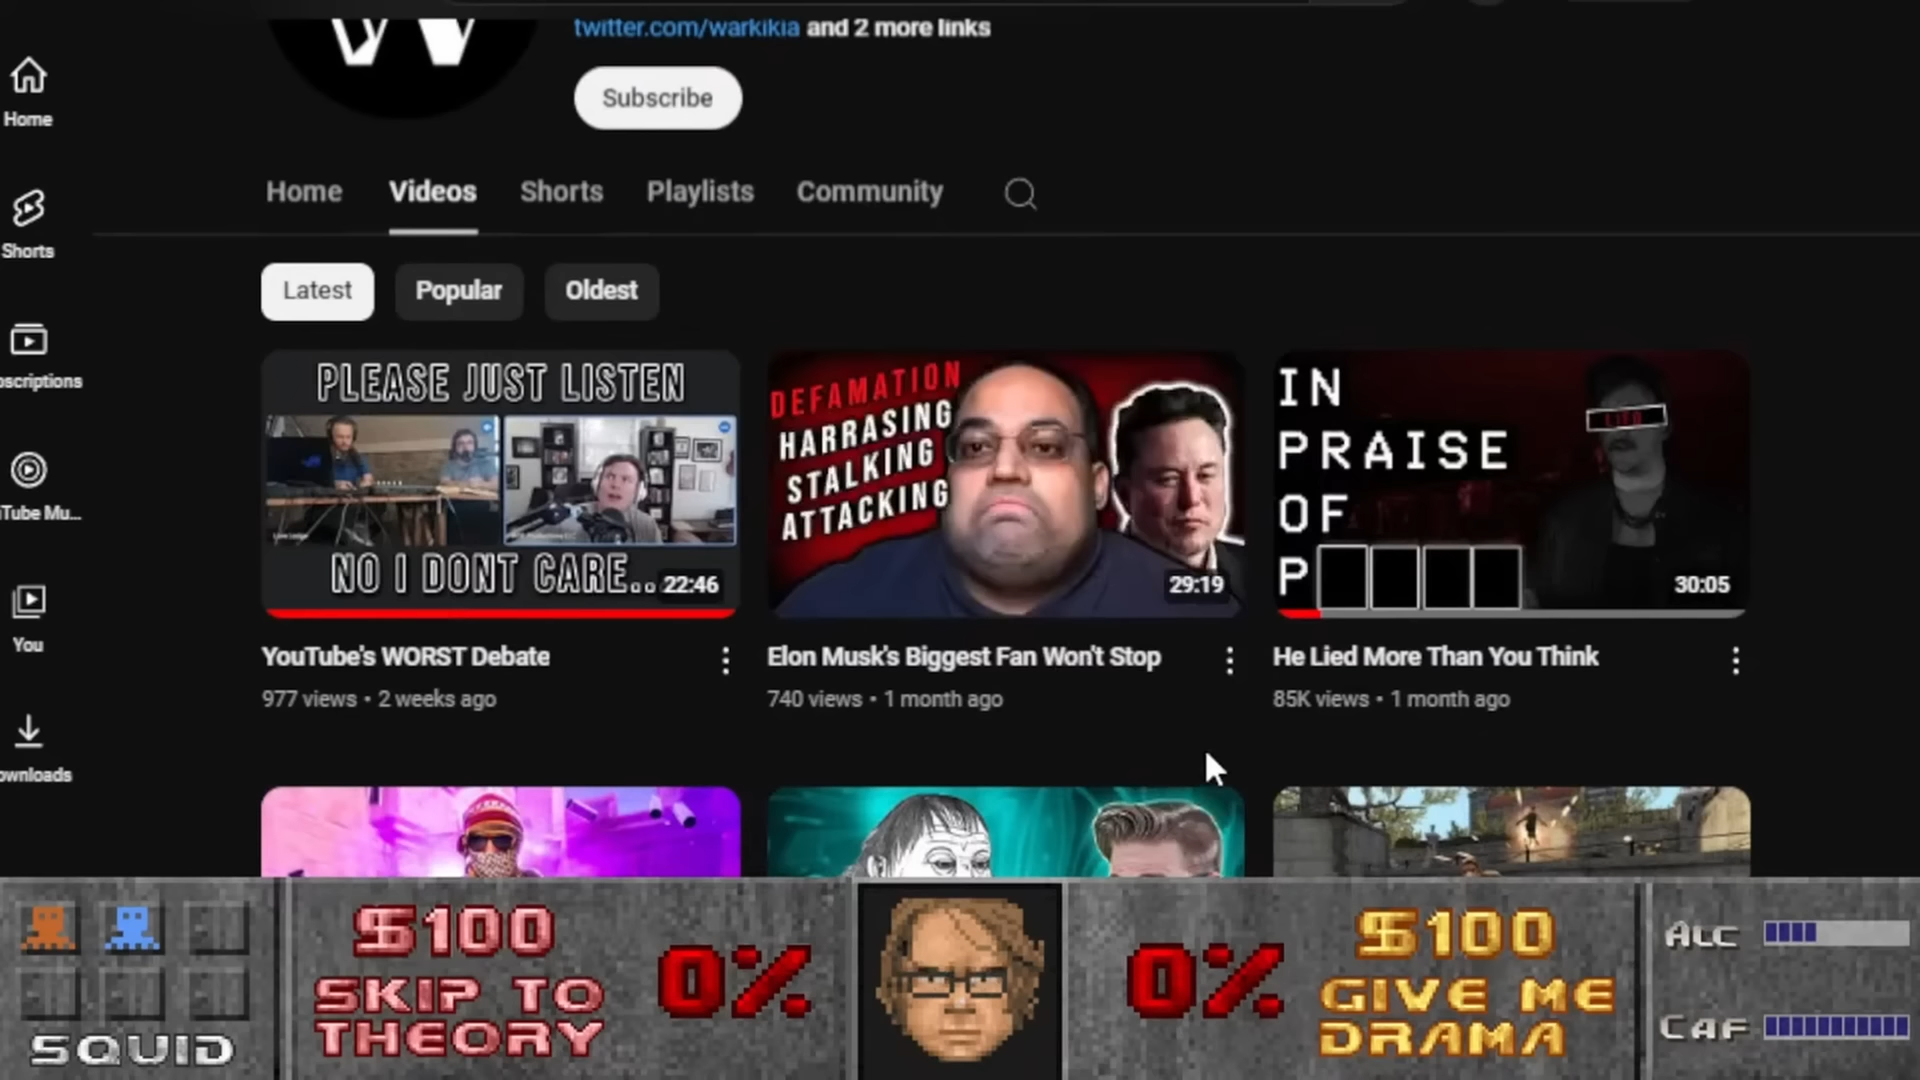 twitter.com/warkikia and 2 more links
Subscribe
Home
Shorts
oscriptions
Tube Mu...
You
ownloads
Home Videos Shorts Playlists Community
Latest Popular Oldest
PLEASE JUST LISTEN
NO I DONT CARE..
22:46
DEFAMATION
HARRASING
STALKING
ATTACKING
29:19
IN
PRAISE
OF
P
30:05
YouTube's WORST Debate
977 views • 2 weeks ago
Elon Musk's Biggest Fan Won't Stop
740 views • 1 month ago
He Lied More Than You Think
85K views • 1 month ago
SQUID
$100
SKIP TO
THEORY
0%
0%
$100
GIVE ME
DRAMA
ALC
CAF